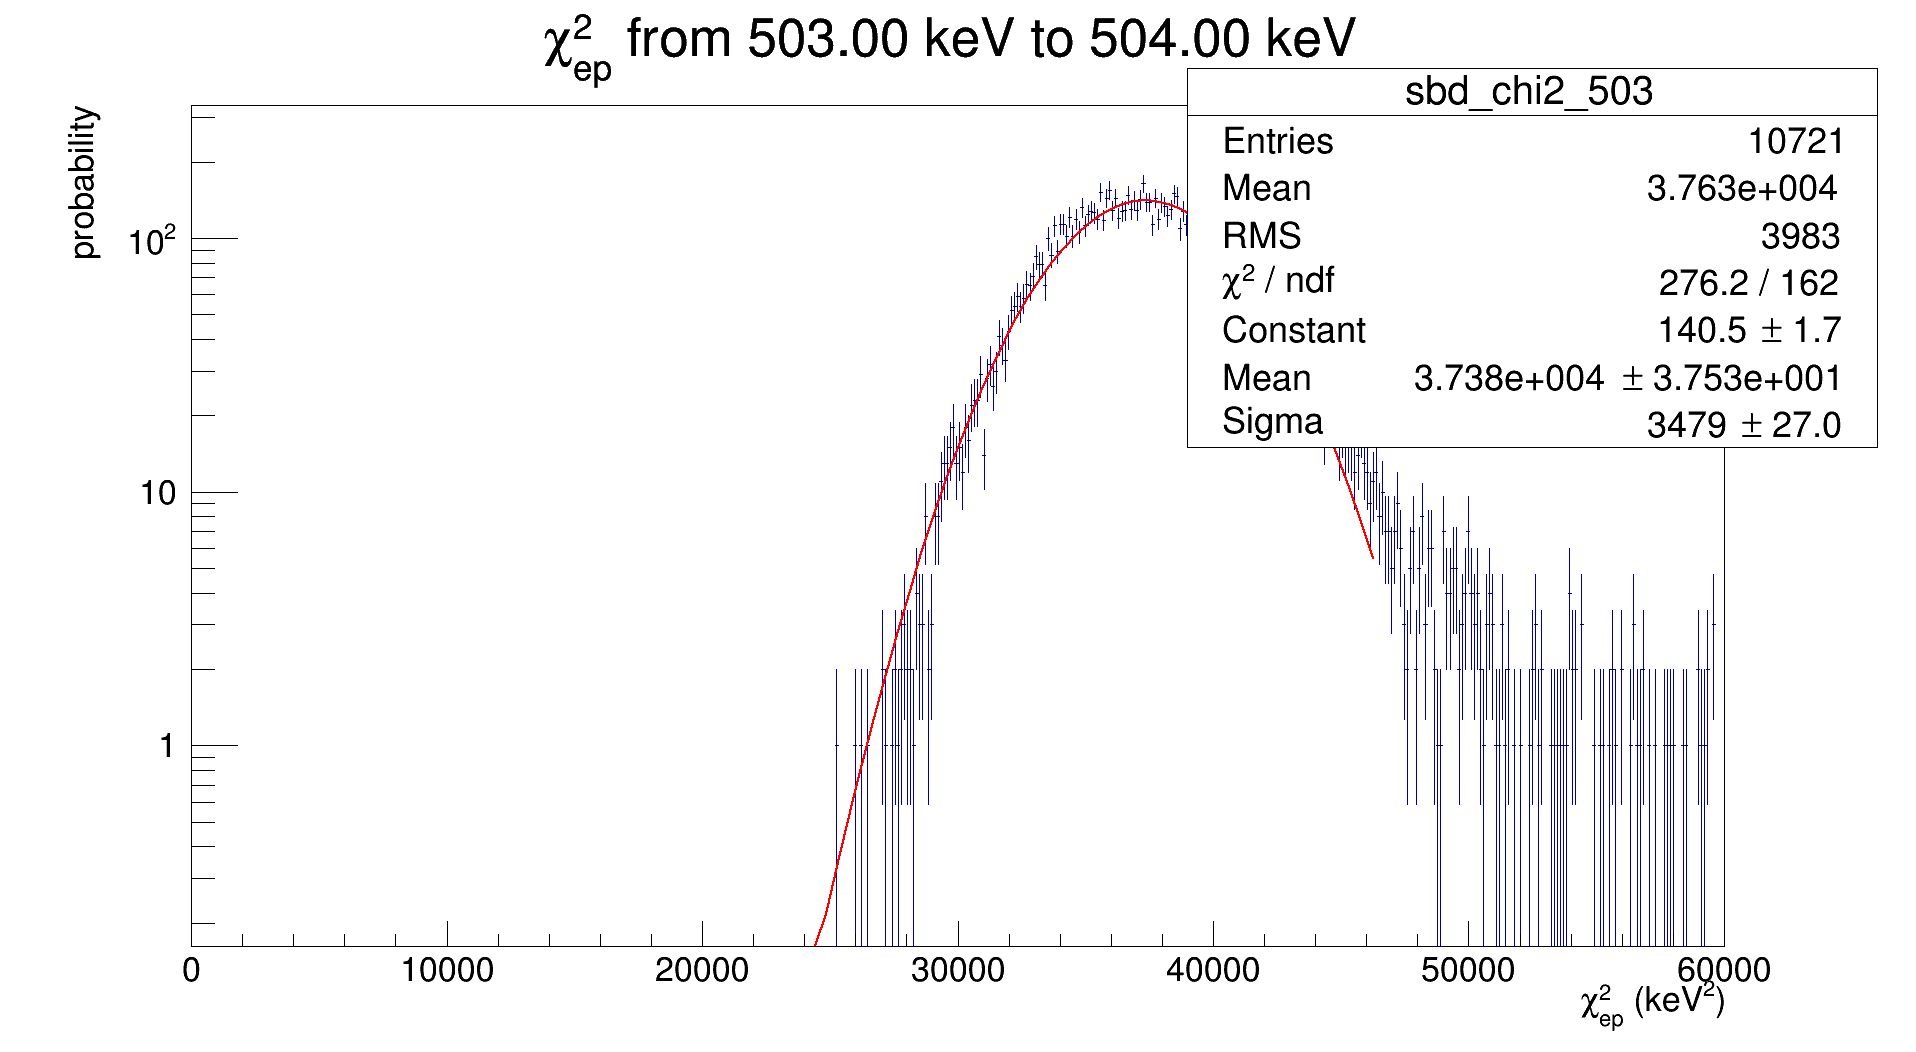 χ²ep from 503.00 keV to 504.00 keV
sbd_chi2_503
Entries 10721
Mean 3.763e+004
RMS 3983
χ² / ndf 276.2 / 162
Constant 140.5 ± 1.7
Mean 3.738e+004 ± 3.753e+001
Sigma 3479 ± 27.0
probability
10²
10
1
0 10000 20000 30000 40000 50000 60000
χ²ep (keV²)